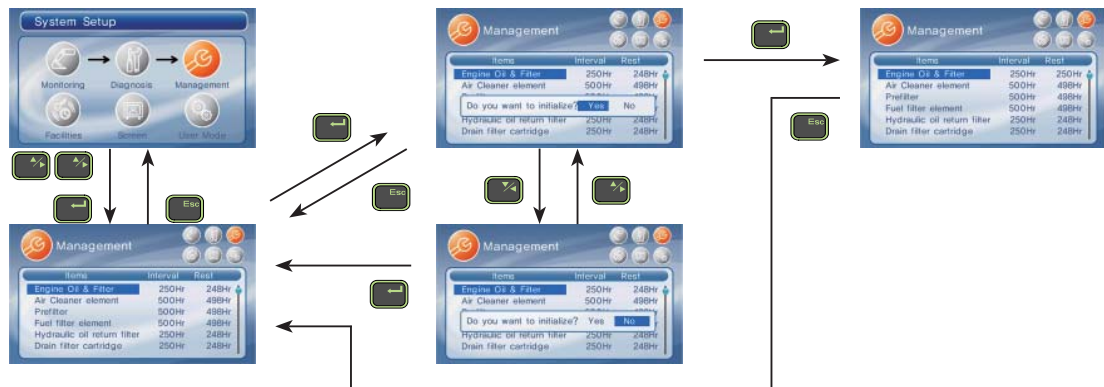 System Setup
Monitoring Diagnosis Management
Facilities Screen User Mode
Esc
Management
Items Interval Rest
Engine Oil & Filter 250Hr 248Hr
Air Cleaner element 500Hr 498Hr
Prefilter 500Hr 498Hr
Fuel filter element 500Hr 498Hr
Hydraulic oil return filter 250Hr 248Hr
Drain filter cartridge 250Hr 248Hr
Esc
Management
Items Interval Rest
Engine Oil & Filter 250Hr 248Hr
Air Cleaner element 500Hr 498Hr
Do you want to initialize? Yes No
Hydraulic oil return filter 250Hr 248Hr
Drain filter cartridge 250Hr 248Hr
Management
Items Interval Rest
Engine Oil & Filter 250Hr 248Hr
Air Cleaner element 500Hr 498Hr
Do you want to initialize? Yes No
Hydraulic oil return filter 250Hr 248Hr
Drain filter cartridge 250Hr 248Hr
Management
Items Interval Rest
Engine Oil & Filter 250Hr 250Hr
Air Cleaner element 500Hr 498Hr
Prefilter 500Hr 498Hr
Fuel filter element 500Hr 498Hr
Hydraulic oil return filter 250Hr 248Hr
Drain filter cartridge 250Hr 248Hr
Esc